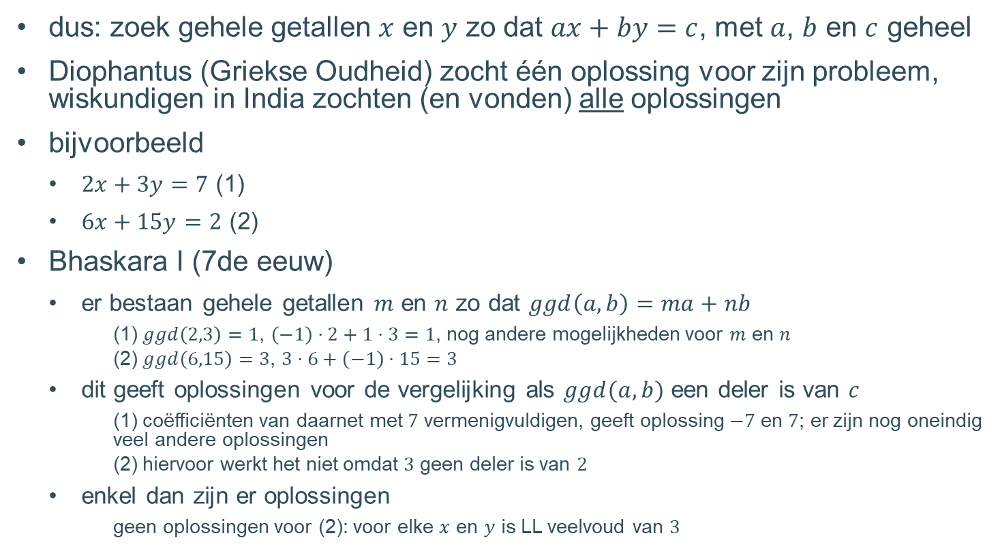 • dus: zoek gehele getallen x en y zo dat ax + by = c, met a, b en c geheel
• Diophantus (Griekse Oudheid) zocht één oplossing voor zijn probleem,
wiskundigen in India zochten (en vonden) alle oplossingen
• bijvoorbeeld
• 2x + 3y = 7 (1)
• 6x + 15y = 2 (2)
• Bhaskara I (7de eeuw)
• er bestaan gehele getallen m en n zo dat ggd(a, b) = ma + nb
(1) ggd(2,3) = 1, (−1) · 2 + 1 · 3 = 1, nog andere mogelijkheden voor m en n
(2) ggd(6,15) = 3, 3 · 6 + (−1) · 15 = 3
• dit geeft oplossingen voor de vergelijking als ggd(a, b) een deler is van c
(1) coëfficiënten van daarnet met 7 vermenigvuldigen, geeft oplossing −7 en 7; er zijn nog oneindig
veel andere oplossingen
(2) hiervoor werkt het niet omdat 3 geen deler is van 2
• enkel dan zijn er oplossingen
geen oplossingen voor (2): voor elke x en y is LL veelvoud van 3